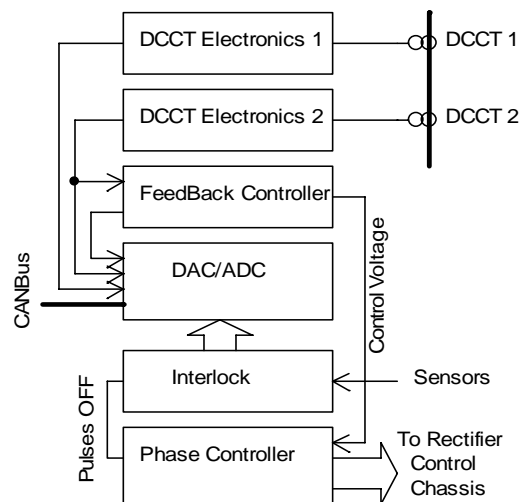 DCCT Electronics 1
DCCT 1
DCCT Electronics 2
DCCT 2
FeedBack Controller
DAC/ADC
CANBus
Control Voltage
Interlock
Sensors
Pulses OFF
Phase Controller
To Rectifier
Control
Chassis